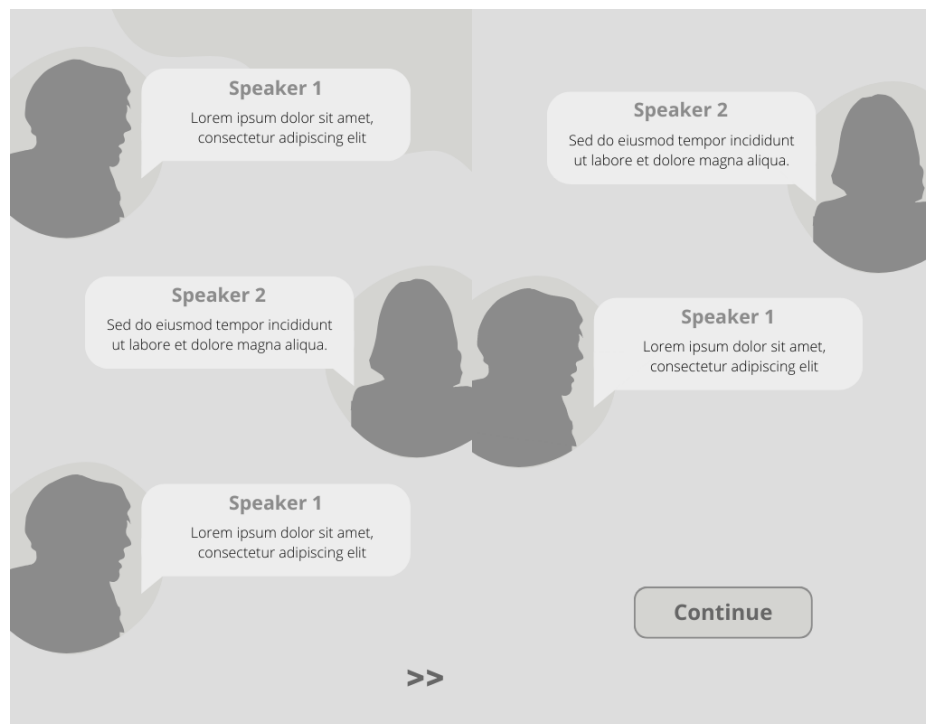 Speaker 1
Lorem ipsum dolor sit amet,
consectetur adipiscing elit
Speaker 2
Sed do eiusmod tempor incididunt
ut labore et dolore magna aliqua.
Speaker 1
Lorem ipsum dolor sit amet,
consectetur adipiscing elit
>>
Speaker 2
Sed do eiusmod tempor incididunt
ut labore et dolore magna aliqua.
Speaker 1
Lorem ipsum dolor sit amet,
consectetur adipiscing elit
Continue